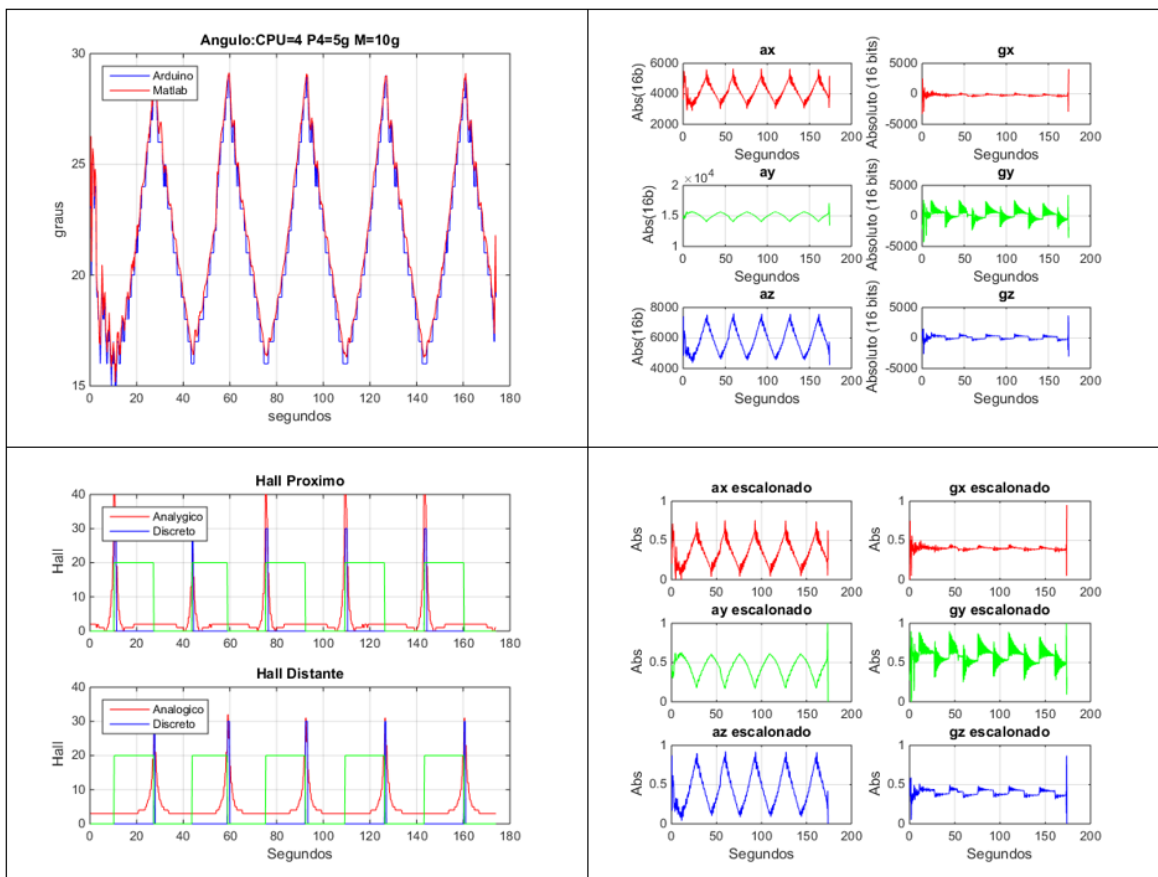 Angulo:CPU=4 P4=5g M=10g
30
25
20
15
graus
Arduino
Matlab
0 20 40 60 80 100 120 140 160 180
segundos
ax
6000
4000
2000
Abs(16b)
0 50 100 150 200
Segundos
gx
5000
0
-5000
Absoluto (16 bits)
0 50 100 150 200
Segundos
ay
×10^4
2
1.5
1
Abs(16b)
0 50 100 150 200
Segundos
gy
5000
0
-5000
Absoluto (16 bits)
0 50 100 150 200
Segundos
az
8000
6000
4000
Abs(16b)
0 50 100 150 200
Segundos
gz
5000
0
-5000
Absoluto (16 bits)
0 50 100 150 200
Segundos
Hall Proximo
40
30
20
10
0
Hall
Analygico
Discreto
0 20 40 60 80 100 120 140 160 180
Hall Distante
40
30
20
10
0
Hall
Analogico
Discreto
0 20 40 60 80 100 120 140 160 180
Segundos
ax escalonado
1
0.5
0
Abs
0 50 100 150 200
gx escalonado
1
0.5
0
Abs
0 50 100 150 200
ay escalonado
1
0.5
0
Abs
0 50 100 150 200
gy escalonado
1
0.5
0
Abs
0 50 100 150 200
az escalonado
1
0.5
0
Abs
0 50 100 150 200
Segundos
gz escalonado
1
0.5
0
Abs
0 50 100 150 200
Segundos